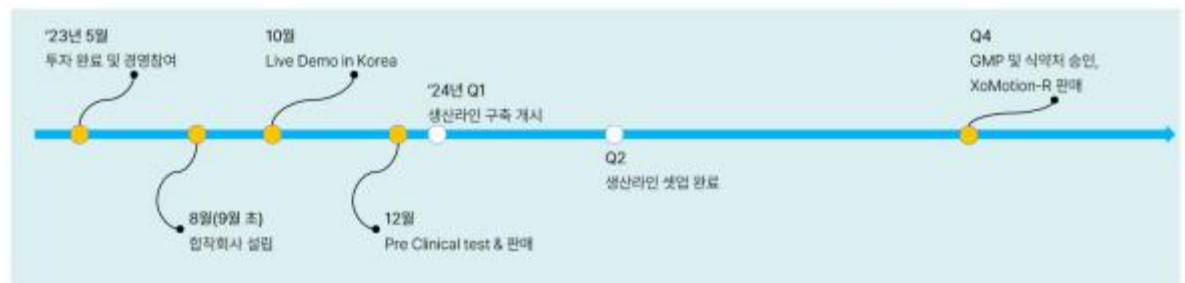 '23년 5월
투자 완료 및 경영참여
8월(9월 초)
합작회사 설립
10월
Live Demo in Korea
12월
Pre Clinical test & 판매
'24년 Q1
생산라인 구축 개시
Q2
생산라인 셋업 완료
Q4
GMP 및 식약처 승인,
XoMotion-R 판매